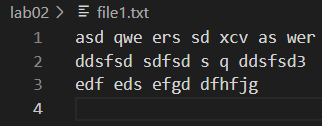 lab02 > file1.txt
1 asd qwe ers sd xcv as wer
2 ddsfsd sdfsd s q ddsfsd3
3 edf eds efgd dfhfjg
4